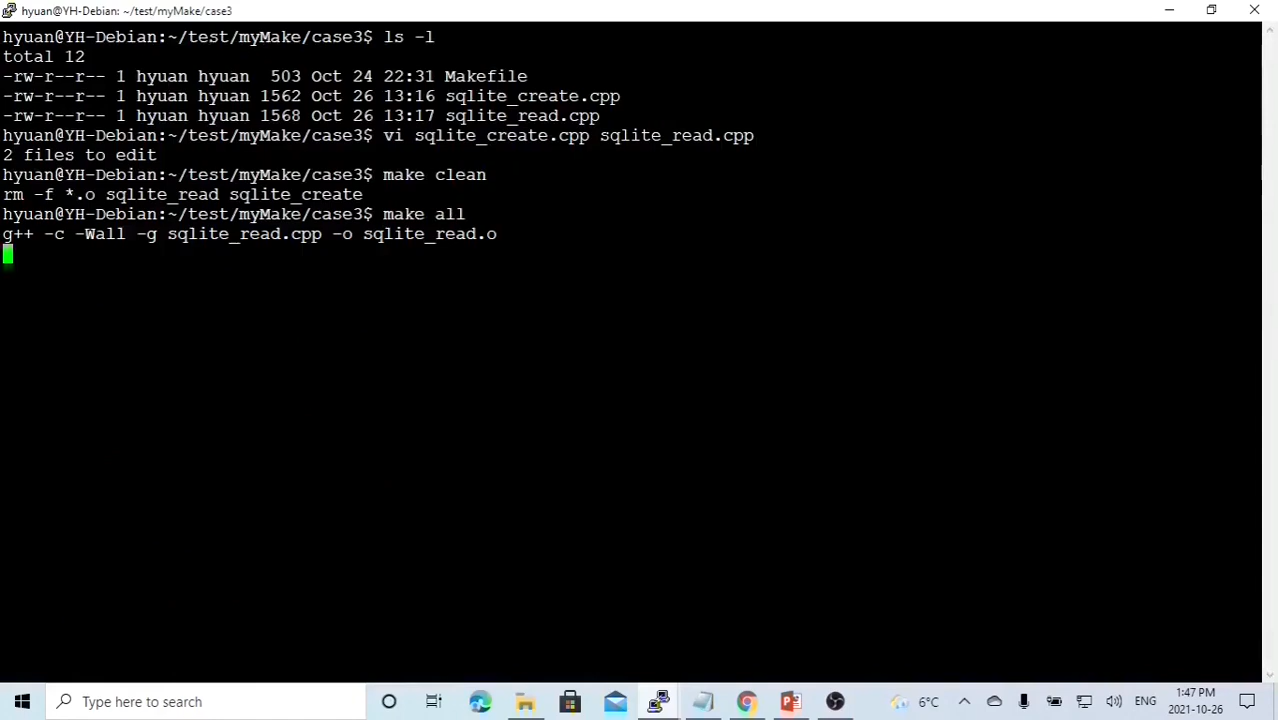 hyuan@YH-Debian: ~/test/myMake/case3
hyuan@YH-Debian:~/test/myMake/case3$ ls -l
total 12
-rw-r--r-- 1 hyuan hyuan  503 Oct 24 22:31 Makefile
-rw-r--r-- 1 hyuan hyuan 1562 Oct 26 13:16 sqlite_create.cpp
-rw-r--r-- 1 hyuan hyuan 1568 Oct 26 13:17 sqlite_read.cpp
hyuan@YH-Debian:~/test/myMake/case3$ vi sqlite_create.cpp sqlite_read.cpp
2 files to edit
hyuan@YH-Debian:~/test/myMake/case3$ make clean
rm -f *.o sqlite_read sqlite_create
hyuan@YH-Debian:~/test/myMake/case3$ make all
g++ -c -Wall -g sqlite_read.cpp -o sqlite_read.o
Type here to search
6°C
ENG
1:47 PM
2021-10-26